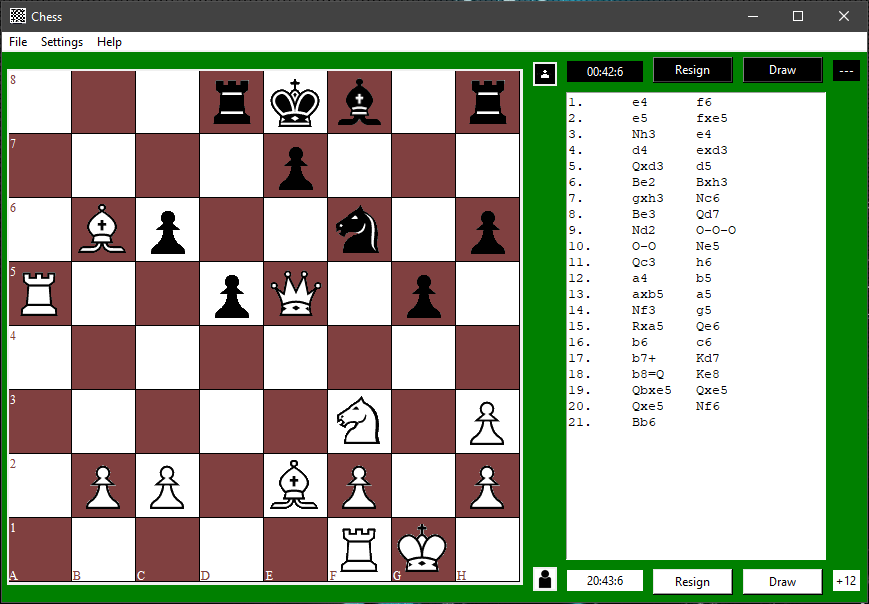 Chess
File Settings Help
00:42:6 Resign Draw ---
8
7
6
5
4
3
2
1
A B C D E F G H
1. e4 f6
2. e5 fxe5
3. Nh3 e4
4. d4 exd3
5. Qxd3 d5
6. Be2 Bxh3
7. gxh3 Nc6
8. Be3 Qd7
9. Nd2 O-O-O
10. O-O Ne5
11. Qc3 h6
12. a4 b5
13. axb5 a5
14. Nf3 g5
15. Rxa5 Qe6
16. b6 c6
17. b7+ Kd7
18. b8=Q Ke8
19. Qbxe5 Qxe5
20. Qxe5 Nf6
21. Bb6
20:43:6 Resign Draw +12